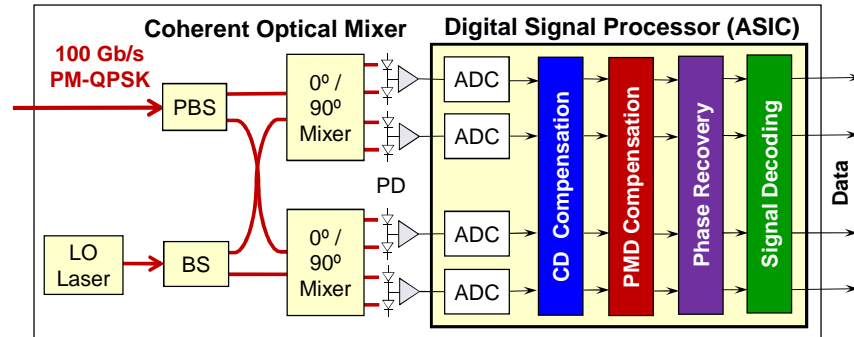 Coherent Optical Mixer
Digital Signal Processor (ASIC)
100 Gb/s
PM-QPSK
PBS
0º /
90º
Mixer
ADC
ADC
PD
LO
Laser
BS
0º /
90º
Mixer
ADC
ADC
CD Compensation
PMD Compensation
Phase Recovery
Signal Decoding
Data